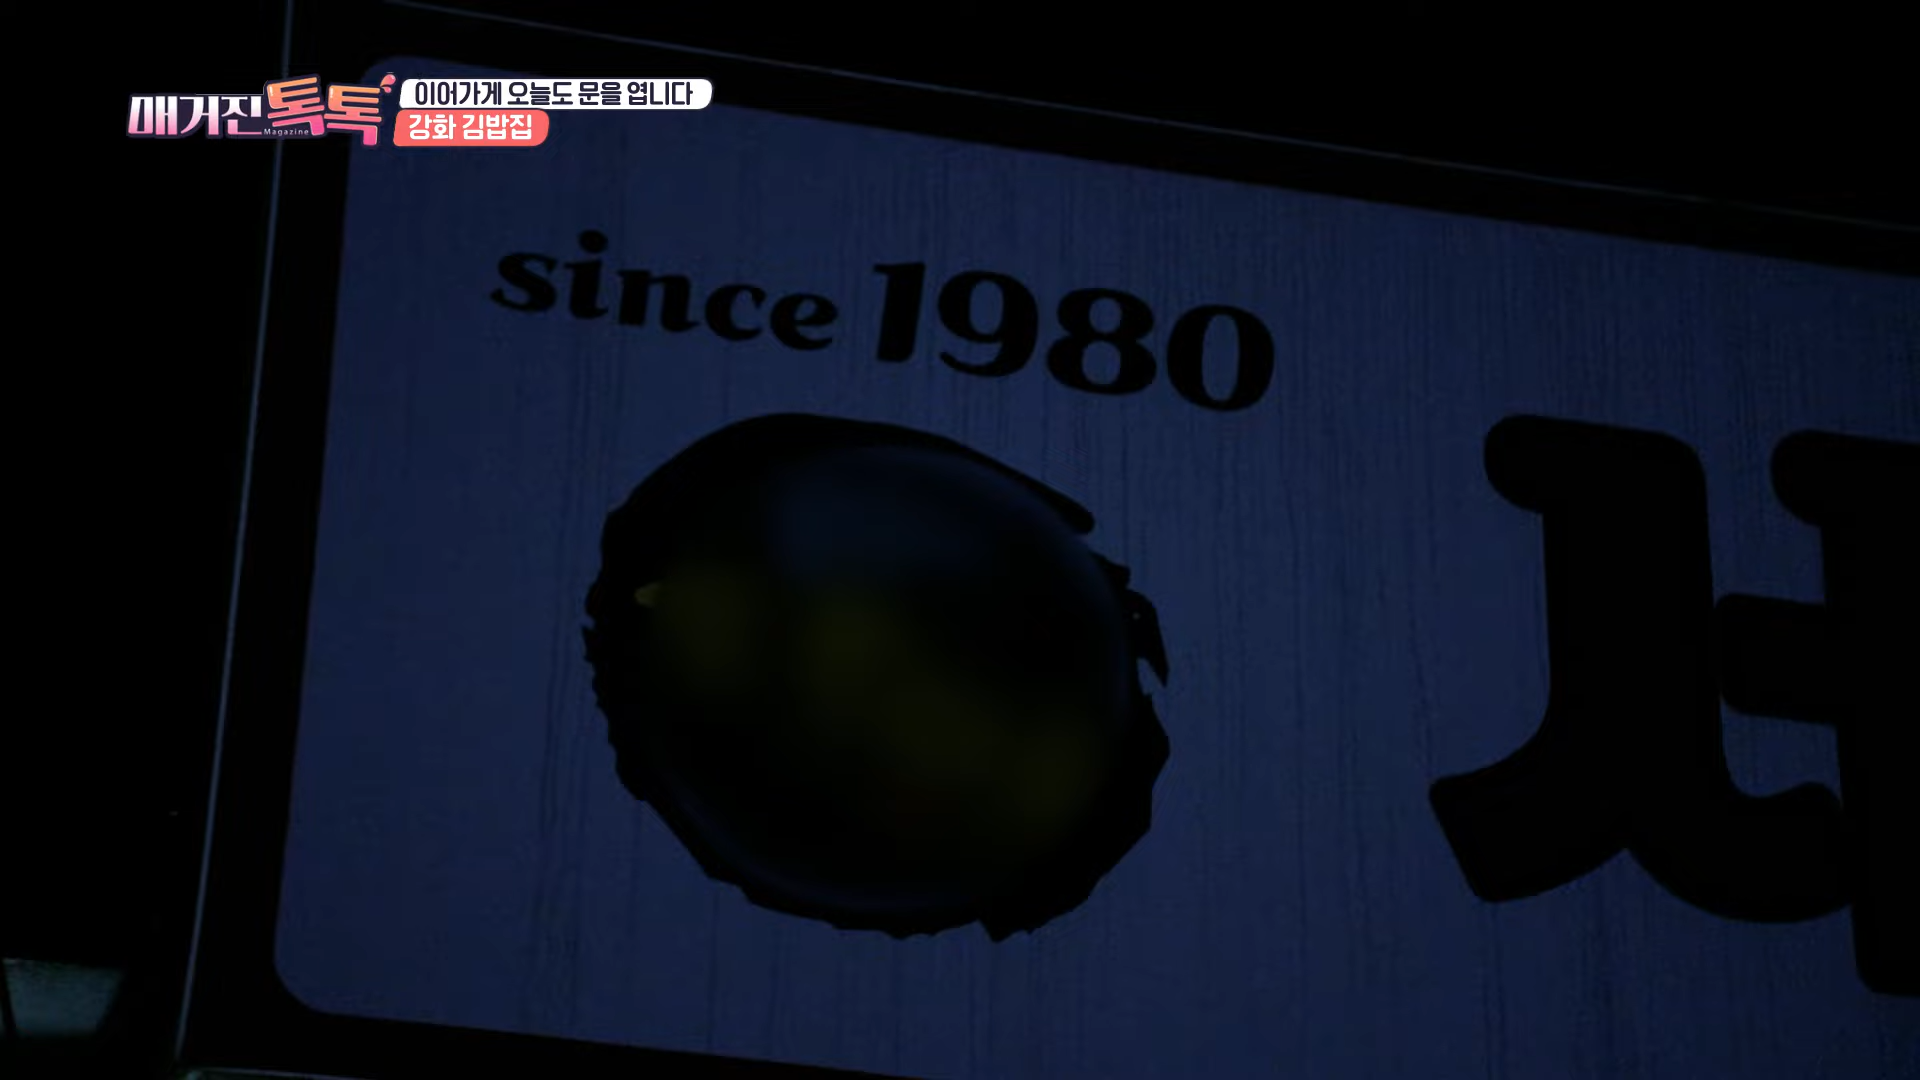 매거진 톡톡
Magazine
이어가게 오늘도 문을 엽니다
강화 김밥집
since 1980